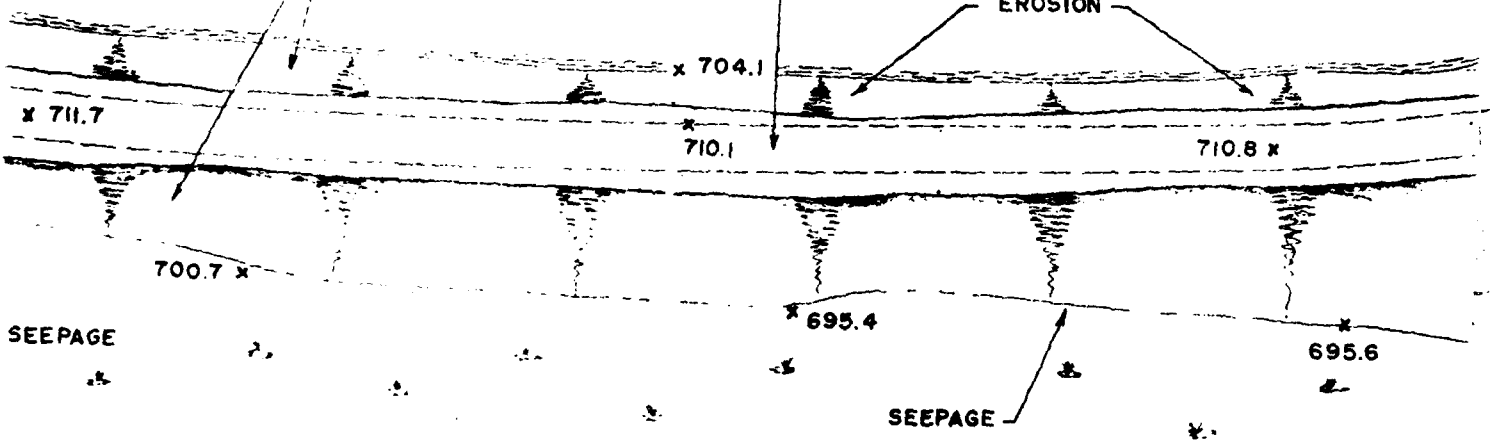 EROSION
x 704.1
x 711.7
710.1
710.8 x
700.7 x
x 695.4
SEEPAGE
x
695.6
SEEPAGE